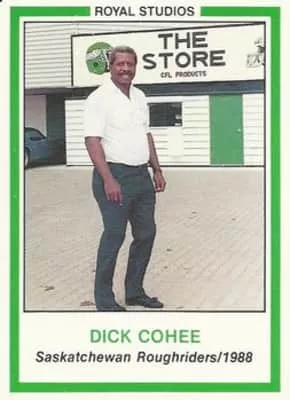 ROYAL STUDIOS
THE
STORE
CFL PRODUCTS
DICK COHEE
Saskatchewan Roughriders/1988